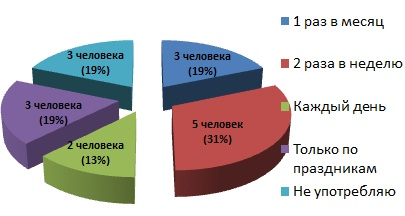 3 человека
(19%)
3 человека
(19%)
5 человек
(31%)
2 человека
(13%)
3 человека
(19%)
1 раз в месяц
2 раза в неделю
Каждый день
Только по
праздникам
Не употребляю